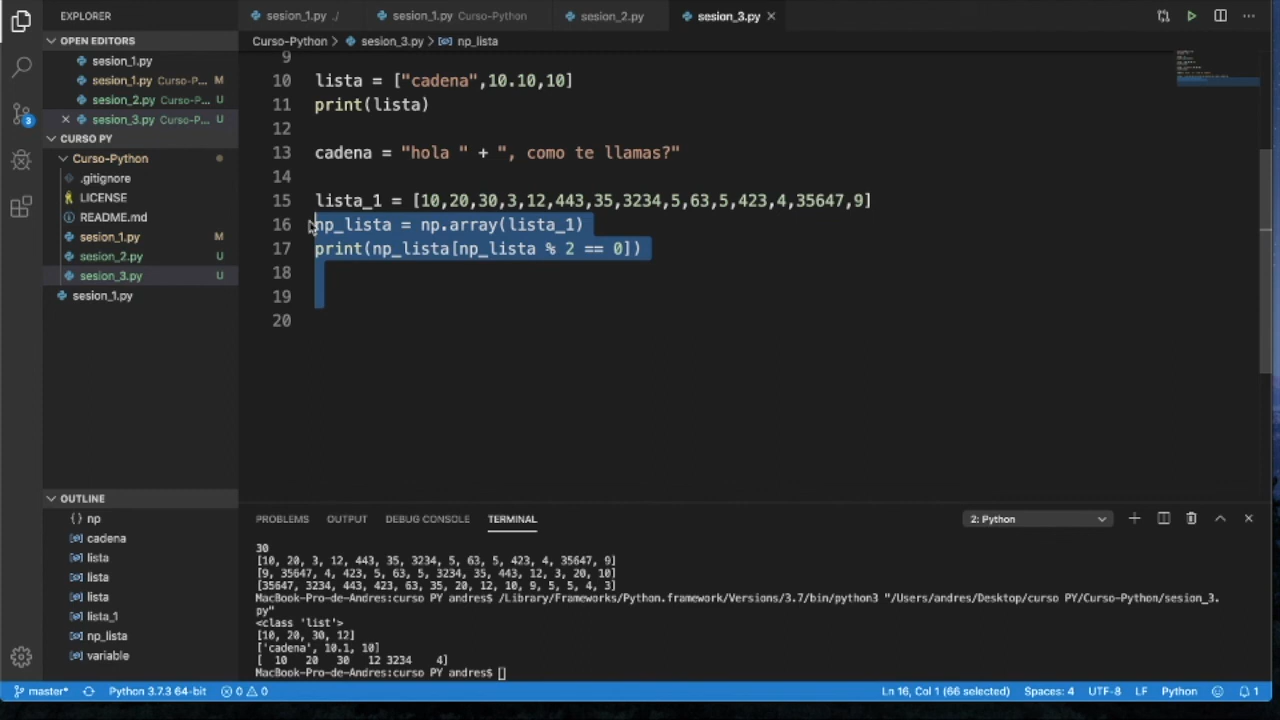 EXPLORER
sesion_1.py ./
sesion_1.py Curso-Python
sesion_2.py
sesion_3.py
OPEN EDITORS
Curso-Python > sesion_3.py > np_lista
sesion_1.py
sesion_1.py Curso-P... M
sesion_2.py Curso-P... U
sesion_3.py Curso-P... U
CURSO PY
Curso-Python
.gitignore
LICENSE
README.md
sesion_1.py M
sesion_2.py U
sesion_3.py U
sesion_1.py
3
9
10 lista = ["cadena",10.10,10]
11 print(lista)
12
13 cadena = "hola " + ", como te llamas?"
14
15 lista_1 = [10,20,30,3,12,443,35,3234,5,63,5,423,4,35647,9]
16 np_lista = np.array(lista_1)
17 print(np_lista[np_lista % 2 == 0])
18
19
20
OUTLINE
{} np
cadena
lista
lista
lista
lista_1
np_lista
variable
PROBLEMS OUTPUT DEBUG CONSOLE TERMINAL 2: Python
30
[10, 20, 3, 12, 443, 35, 3234, 5, 63, 5, 423, 4, 35647, 9]
[9, 35647, 4, 423, 5, 63, 5, 3234, 35, 443, 12, 3, 20, 10]
[35647, 3234, 443, 423, 63, 35, 20, 12, 10, 9, 5, 5, 4, 3]
MacBook-Pro-de-Andres:curso PY andres$ /Library/Frameworks/Python.framework/Versions/3.7/bin/python3 "/Users/andres/Desktop/curso PY/Curso-Python/sesion_3.
py"
<class 'list'>
[10, 20, 30, 12]
['cadena', 10.1, 10]
[  10   20   30   12 3234    4]
MacBook-Pro-de-Andres:curso PY andres$
master* Python 3.7.3 64-bit 0 0 Ln 16, Col 1 (66 selected) Spaces: 4 UTF-8 LF Python 1